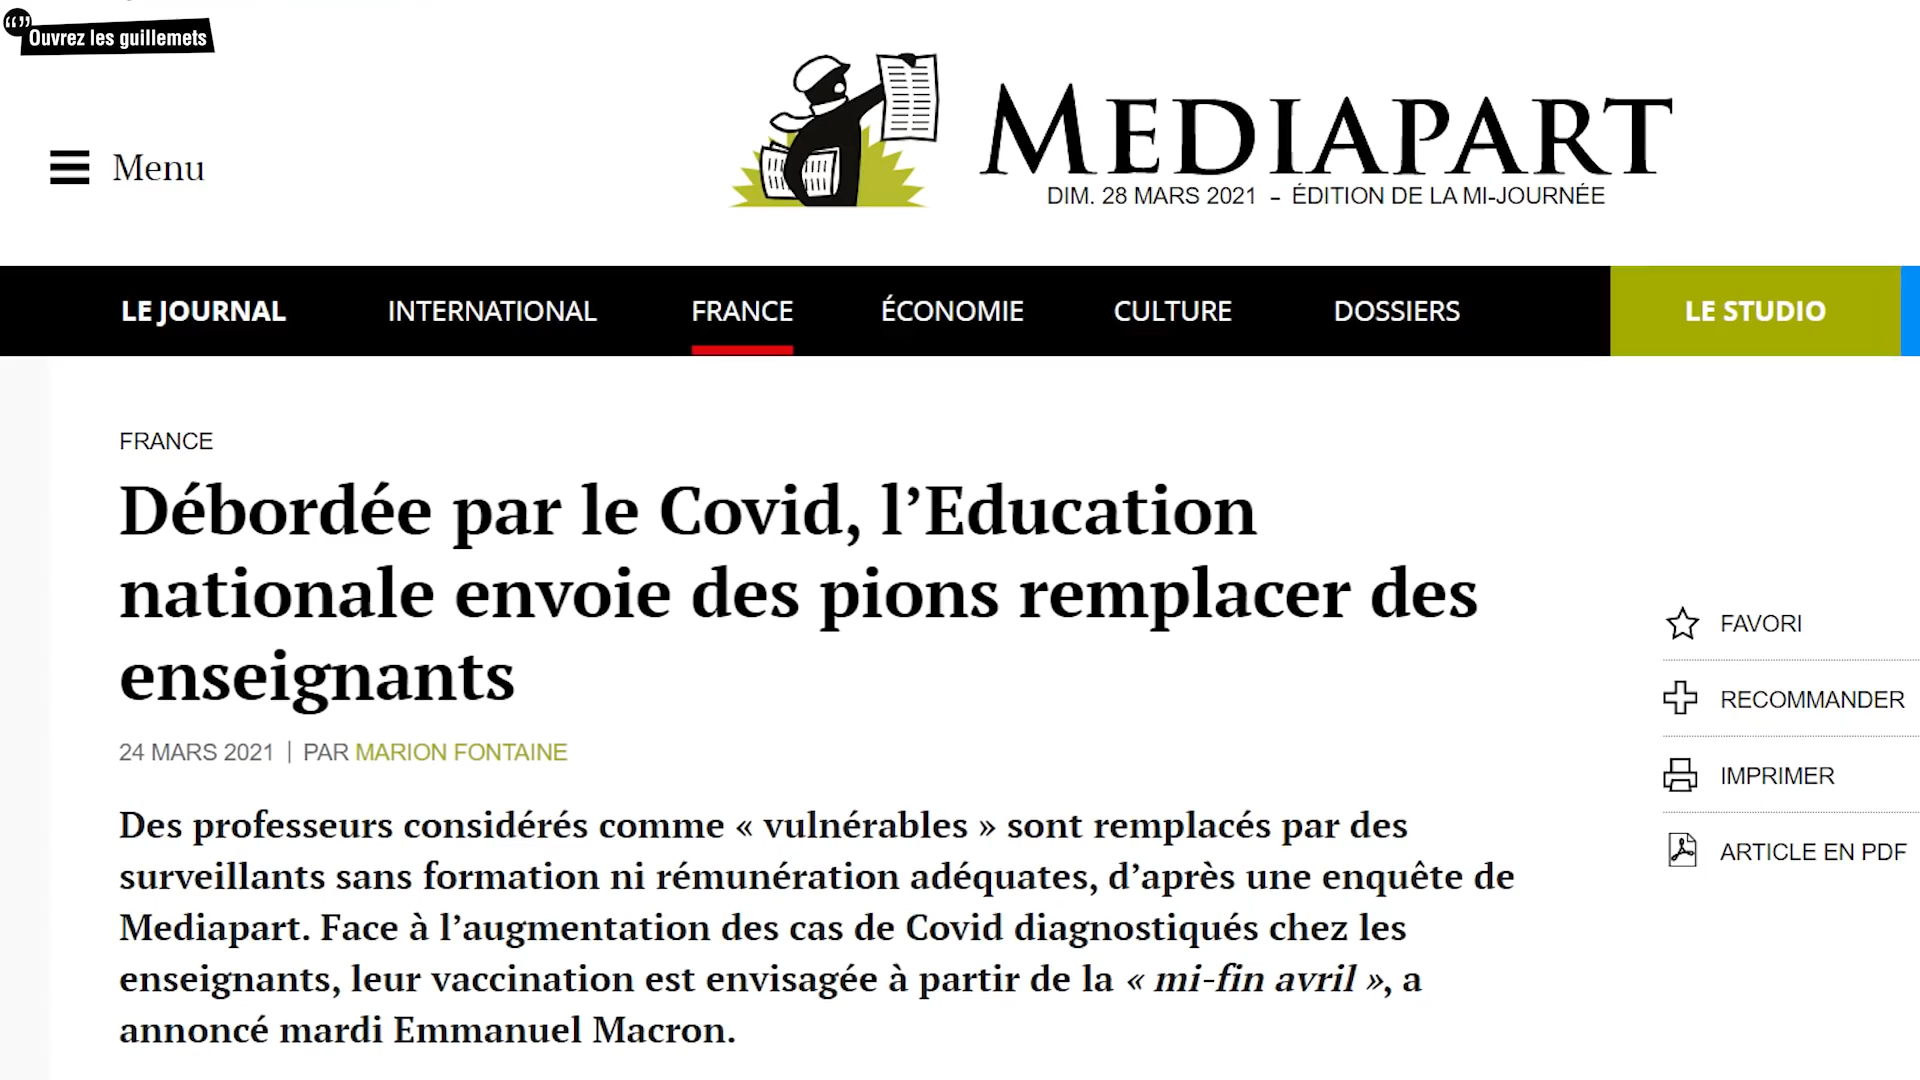 Ouvrez les guillemets
Menu
MEDIAPART
DIM. 28 MARS 2021 - ÉDITION DE LA MI-JOURNÉE
LE JOURNAL INTERNATIONAL FRANCE ÉCONOMIE CULTURE DOSSIERS LE STUDIO
FRANCE
Débordée par le Covid, l’Education
nationale envoie des pions remplacer des
enseignants
24 MARS 2021 | PAR MARION FONTAINE
Des professeurs considérés comme « vulnérables » sont remplacés par des
surveillants sans formation ni rémunération adéquates, d’après une enquête de
Mediapart. Face à l’augmentation des cas de Covid diagnostiqués chez les
enseignants, leur vaccination est envisagée à partir de la « mi-fin avril », a
annoncé mardi Emmanuel Macron.
FAVORI
RECOMMANDER
IMPRIMER
ARTICLE EN PDF